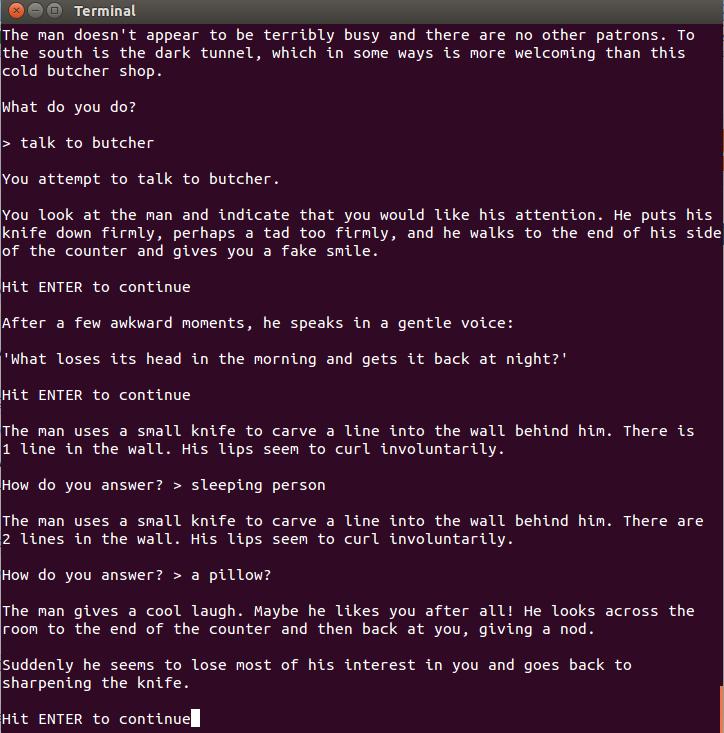 Terminal
The man doesn't appear to be terribly busy and there are no other patrons. To
the south is the dark tunnel, which in some ways is more welcoming than this
cold butcher shop.
What do you do?
> talk to butcher
You attempt to talk to butcher.
You look at the man and indicate that you would like his attention. He puts his
knife down firmly, perhaps a tad too firmly, and he walks to the end of his side
of the counter and gives you a fake smile.
Hit ENTER to continue
After a few awkward moments, he speaks in a gentle voice:
'What loses its head in the morning and gets it back at night?'
Hit ENTER to continue
The man uses a small knife to carve a line into the wall behind him. There is
1 line in the wall. His lips seem to curl involuntarily.
How do you answer? > sleeping person
The man uses a small knife to carve a line into the wall behind him. There are
2 lines in the wall. His lips seem to curl involuntarily.
How do you answer? > a pillow?
The man gives a cool laugh. Maybe he likes you after all! He looks across the
room to the end of the counter and then back at you, giving a nod.
Suddenly he seems to lose most of his interest in you and goes back to
sharpening the knife.
Hit ENTER to continue